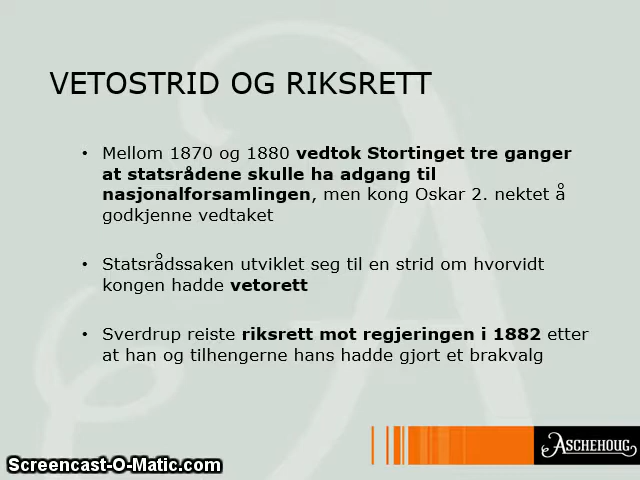 VETOSTRID OG RIKSRETT
• Mellom 1870 og 1880 vedtok Stortinget tre ganger
at statsrådene skulle ha adgang til
nasjonalforsamlingen, men kong Oskar 2. nektet å
godkjenne vedtaket
• Statsrådssaken utviklet seg til en strid om hvorvidt
kongen hadde vetorett
• Sverdrup reiste riksrett mot regjeringen i 1882 etter
at han og tilhengerne hans hadde gjort et brakvalg
ASCHEHOUG
Screencast-O-Matic.com